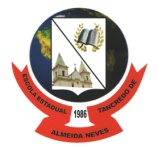 ESCOLA ESTADUAL
TANCREDO DE
1986
ALMEIDA NEVES